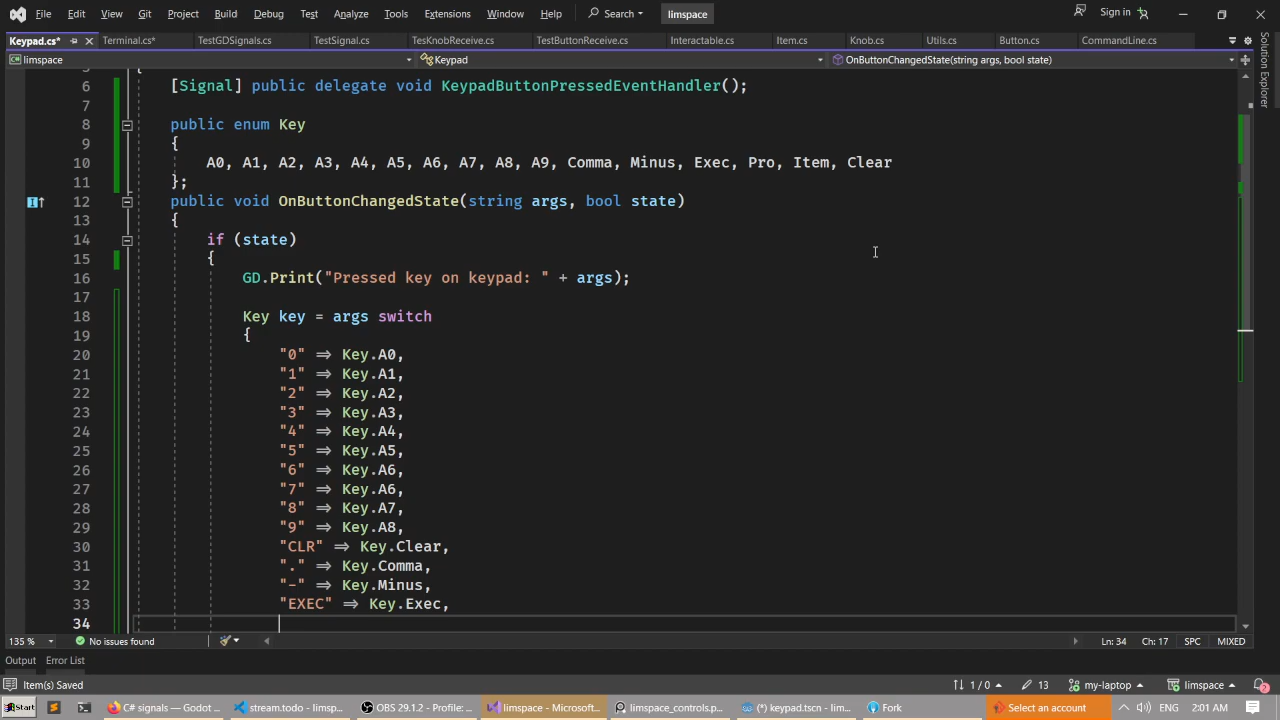 File Edit View Git Project Build Debug Test Analyze Tools Extensions Window Help Search limspace Sign in
Keypad.cs* Terminal.cs* TestGDSignals.cs TestSignal.cs TesKnobReceive.cs TestButtonReceive.cs Interactable.cs Item.cs Knob.cs Utils.cs Button.cs CommandLine.cs
limspace Keypad OnButtonChangedState(string args, bool state)
6 [Signal] public delegate void KeypadButtonPressedEventHandler();
7
8 public enum Key
9 {
10 A0, A1, A2, A3, A4, A5, A6, A7, A8, A9, Comma, Minus, Exec, Pro, Item, Clear
11 };
12 public void OnButtonChangedState(string args, bool state)
13 {
14 if (state)
15 {
16 GD.Print("Pressed key on keypad: " + args);
17
18 Key key = args switch
19 {
20 "0" => Key.A0,
21 "1" => Key.A1,
22 "2" => Key.A2,
23 "3" => Key.A3,
24 "4" => Key.A4,
25 "5" => Key.A5,
26 "6" => Key.A6,
27 "7" => Key.A6,
28 "8" => Key.A7,
29 "9" => Key.A8,
30 "CLR" => Key.Clear,
31 "." => Key.Comma,
32 "-" => Key.Minus,
33 "EXEC" => Key.Exec,
34
Solution Explorer
135 % No issues found Ln: 34 Ch: 17 SPC MIXED
Output Error List
Item(s) Saved 1 / 0 13 my-laptop limspace 2
Start C# signals — Godot ... stream.todo - limsp... OBS 29.1.2 - Profile: ... limspace - Microsoft... limspace_controls.p... (*) keypad.tscn - lim... Fork Select an account ENG 2:01 AM